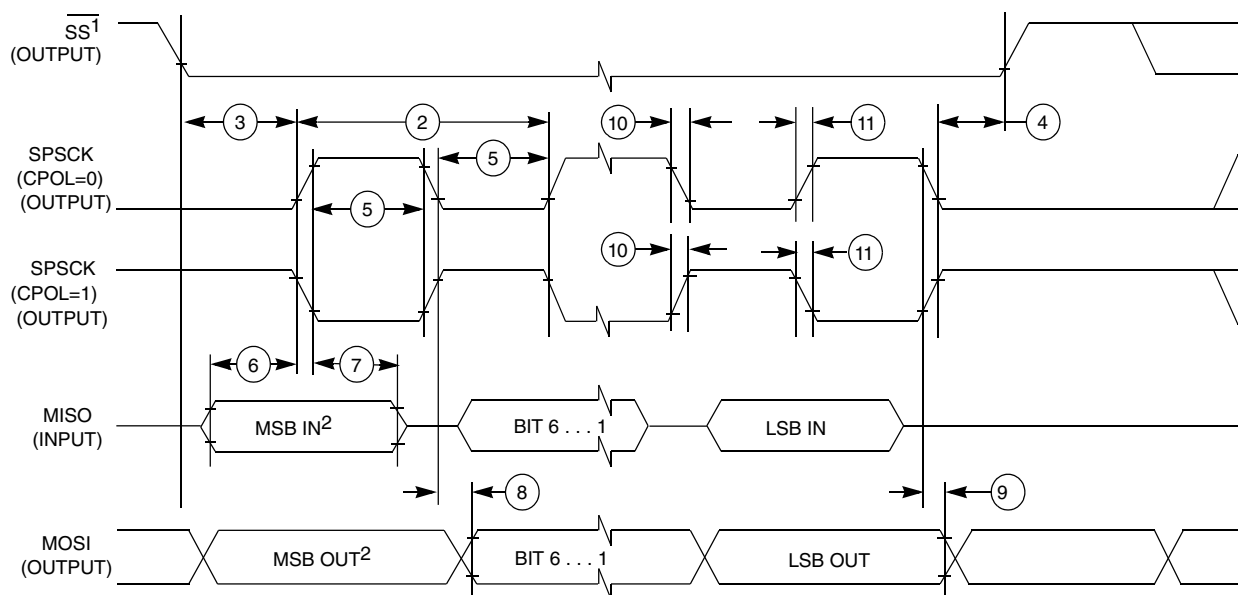 SS1
(OUTPUT)
3
2
10
11
4
SPSCK
(CPOL=0)
(OUTPUT)
5
5
SPSCK
(CPOL=1)
(OUTPUT)
10
11
6
7
MISO
(INPUT)
MSB IN2
BIT 6 . . . 1
LSB IN
8
9
MOSI
(OUTPUT)
MSB OUT2
BIT 6 . . . 1
LSB OUT